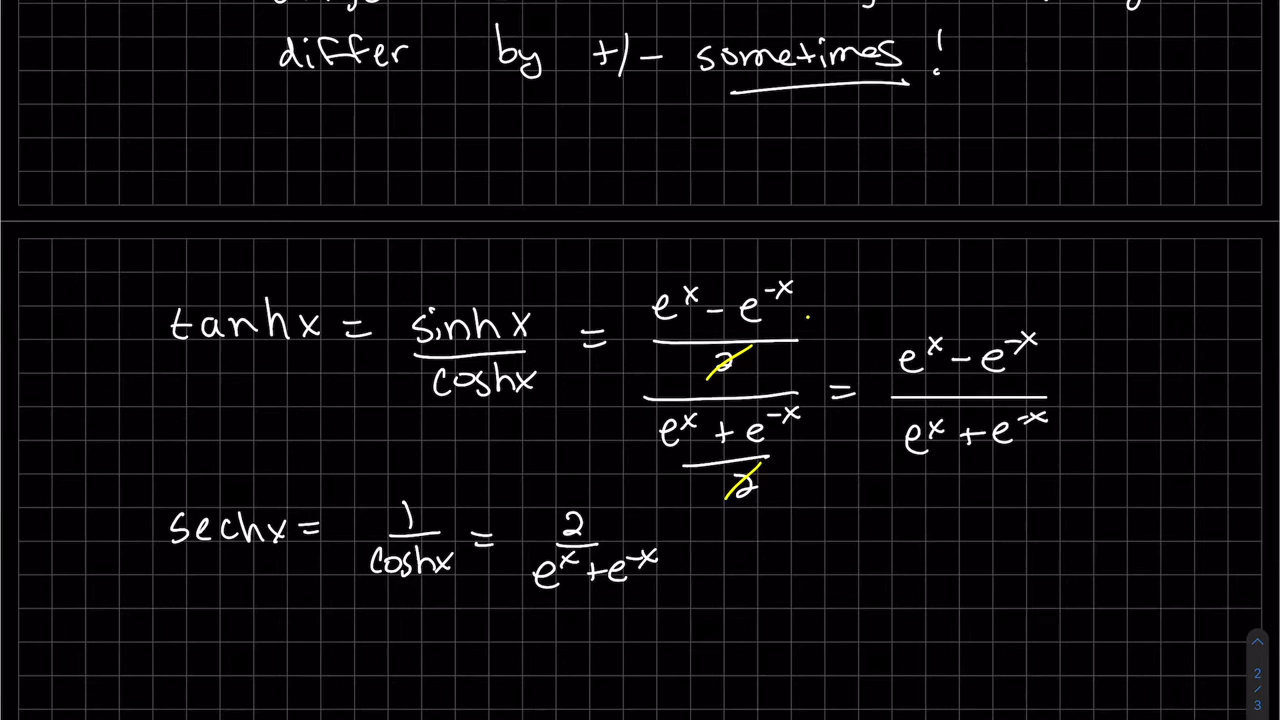 differ by +/- sometimes!
tanhx = sinhx/coshx = ((e^x - e^-x)/2)/((e^x + e^-x)/2) = (e^x - e^-x)/(e^x + e^-x)
sechx = 1/coshx = 2/(e^x + e^-x)
2
/
3